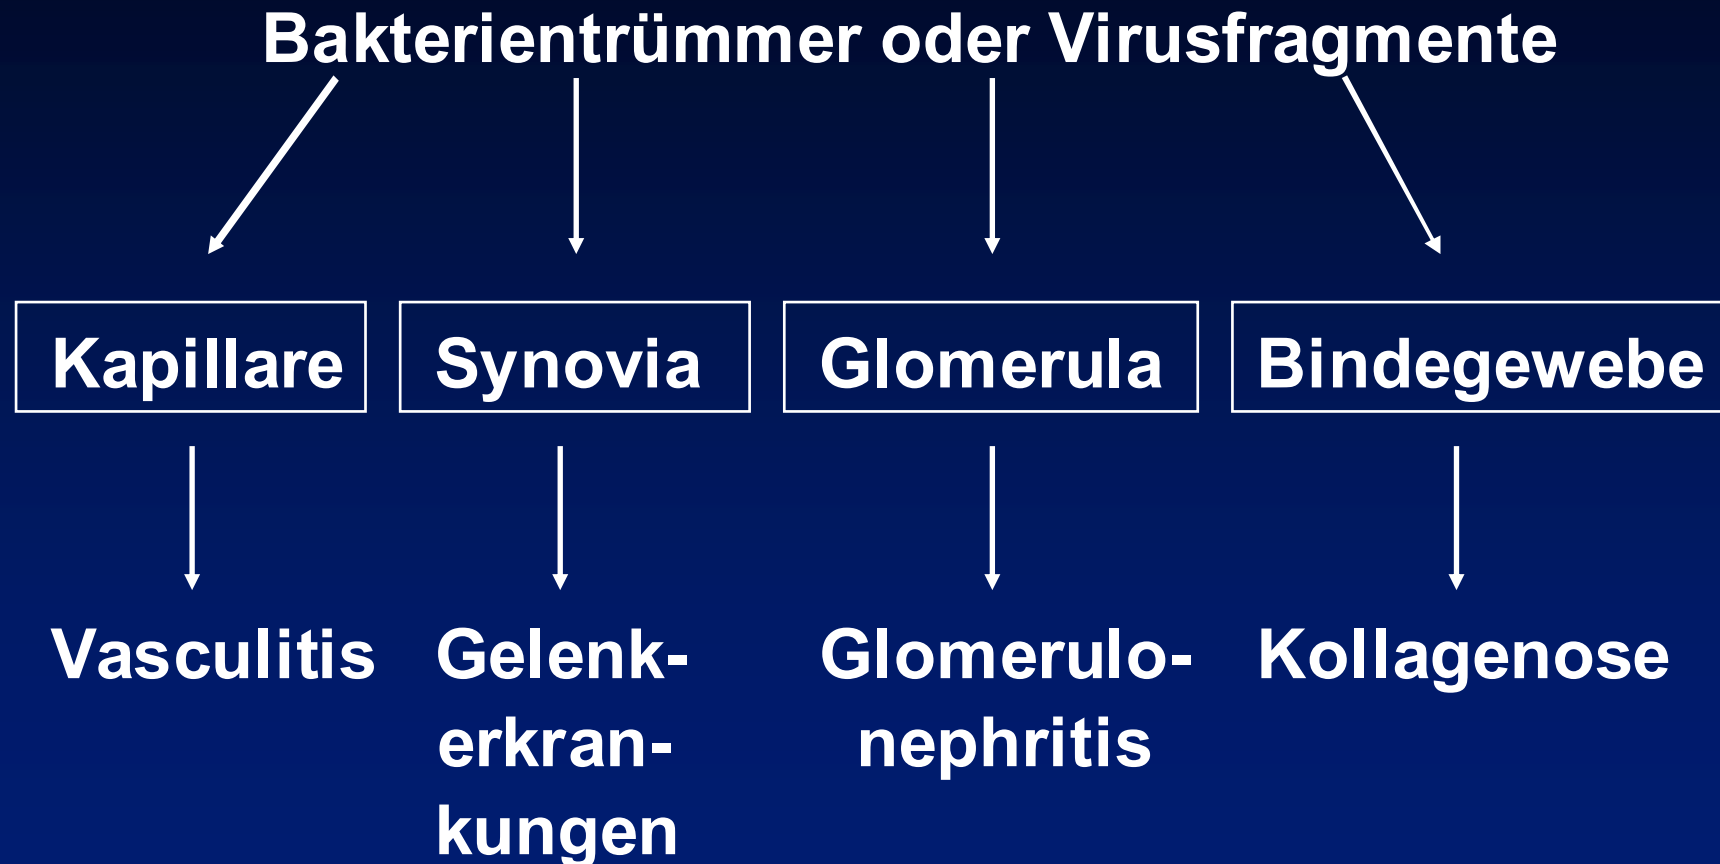 Bakterientrümmer oder Virusfragmente
Kapillare Synovia Glomerula Bindegewebe
Vasculitis Gelenk- Glomerulo- Kollagenose
erkran- nephritis
kungen